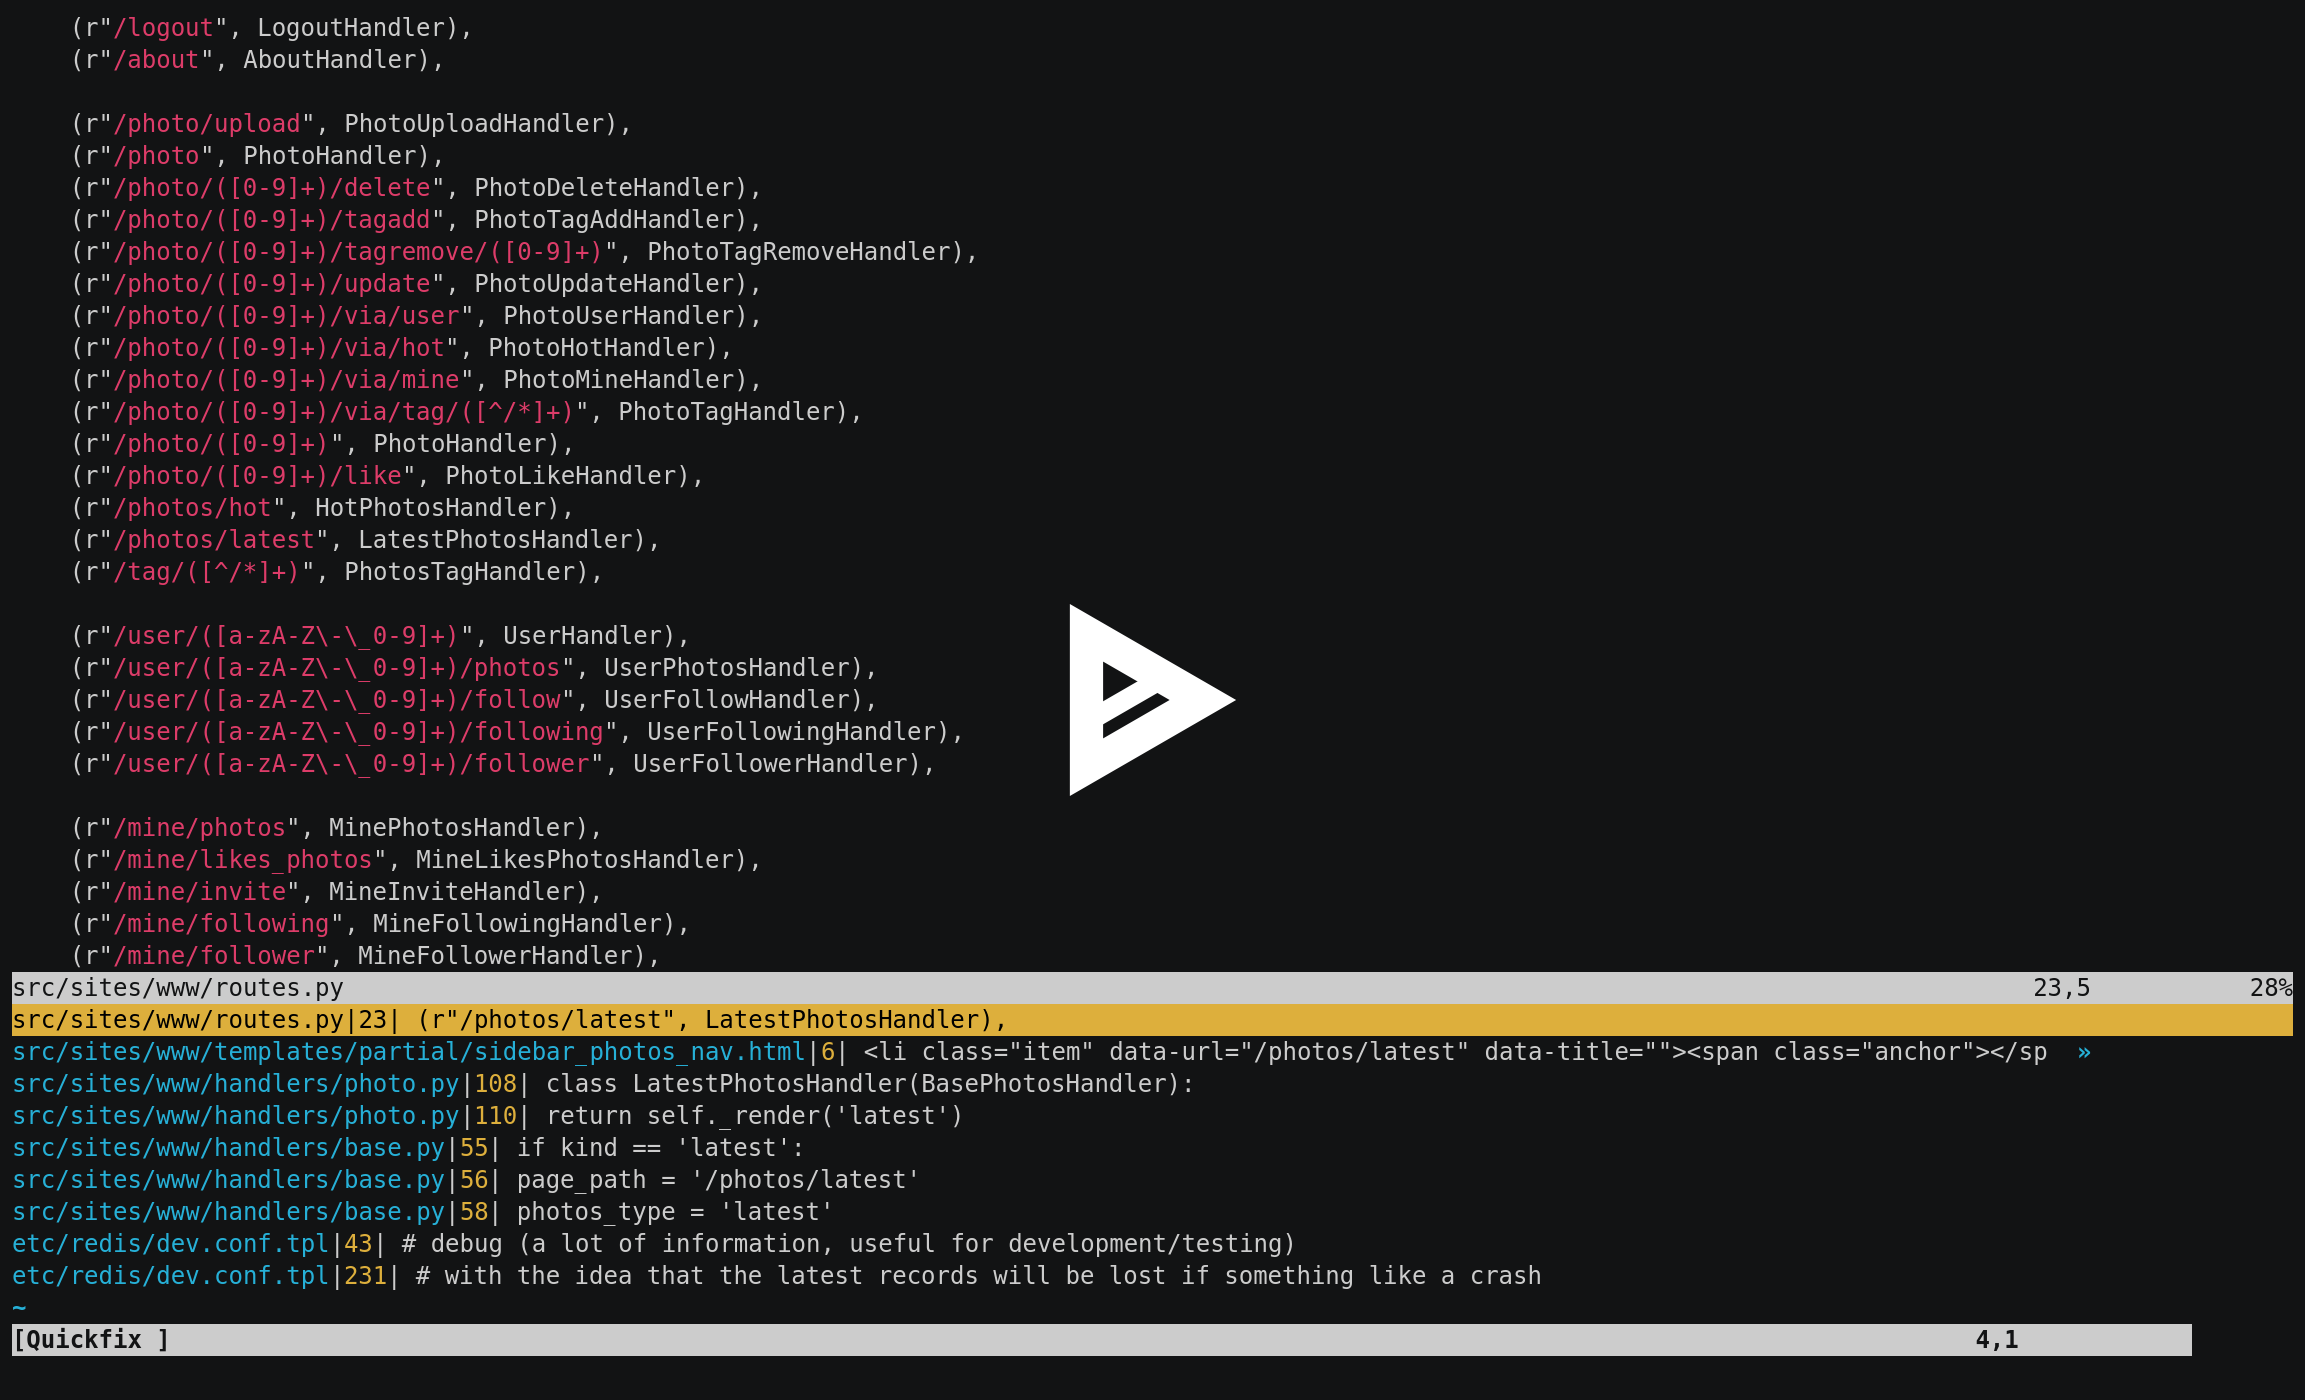 (r"/logout", LogoutHandler),
(r"/about", AboutHandler),
(r"/photo/upload", PhotoUploadHandler),
(r"/photo", PhotoHandler),
(r"/photo/([0-9]+)/delete", PhotoDeleteHandler),
(r"/photo/([0-9]+)/tagadd", PhotoTagAddHandler),
(r"/photo/([0-9]+)/tagremove/([0-9]+)", PhotoTagRemoveHandler),
(r"/photo/([0-9]+)/update", PhotoUpdateHandler),
(r"/photo/([0-9]+)/via/user", PhotoUserHandler),
(r"/photo/([0-9]+)/via/hot", PhotoHotHandler),
(r"/photo/([0-9]+)/via/mine", PhotoMineHandler),
(r"/photo/([0-9]+)/via/tag/([^/*]+)", PhotoTagHandler),
(r"/photo/([0-9]+)", PhotoHandler),
(r"/photo/([0-9]+)/like", PhotoLikeHandler),
(r"/photos/hot", HotPhotosHandler),
(r"/photos/latest", LatestPhotosHandler),
(r"/tag/([^/*]+)", PhotosTagHandler),
(r"/user/([a-zA-Z\-\_0-9]+)", UserHandler),
(r"/user/([a-zA-Z\-\_0-9]+)/photos", UserPhotosHandler),
(r"/user/([a-zA-Z\-\_0-9]+)/follow", UserFollowHandler),
(r"/user/([a-zA-Z\-\_0-9]+)/following", UserFollowingHandler),
(r"/user/([a-zA-Z\-\_0-9]+)/follower", UserFollowerHandler),
(r"/mine/photos", MinePhotosHandler),
(r"/mine/likes_photos", MineLikesPhotosHandler),
(r"/mine/invite", MineInviteHandler),
(r"/mine/following", MineFollowingHandler),
(r"/mine/follower", MineFollowerHandler),
src/sites/www/routes.py 23,5 28%
src/sites/www/routes.py|23| (r"/photos/latest", LatestPhotosHandler),
src/sites/www/templates/partial/sidebar_photos_nav.html|6| <li class="item" data-url="/photos/latest" data-title=""><span class="anchor"></sp »
src/sites/www/handlers/photo.py|108| class LatestPhotosHandler(BasePhotosHandler):
src/sites/www/handlers/photo.py|110| return self._render('latest')
src/sites/www/handlers/base.py|55| if kind == 'latest':
src/sites/www/handlers/base.py|56| page_path = '/photos/latest'
src/sites/www/handlers/base.py|58| photos_type = 'latest'
etc/redis/dev.conf.tpl|43| # debug (a lot of information, useful for development/testing)
etc/redis/dev.conf.tpl|231| # with the idea that the latest records will be lost if something like a crash
~
[Quickfix ] 4,1